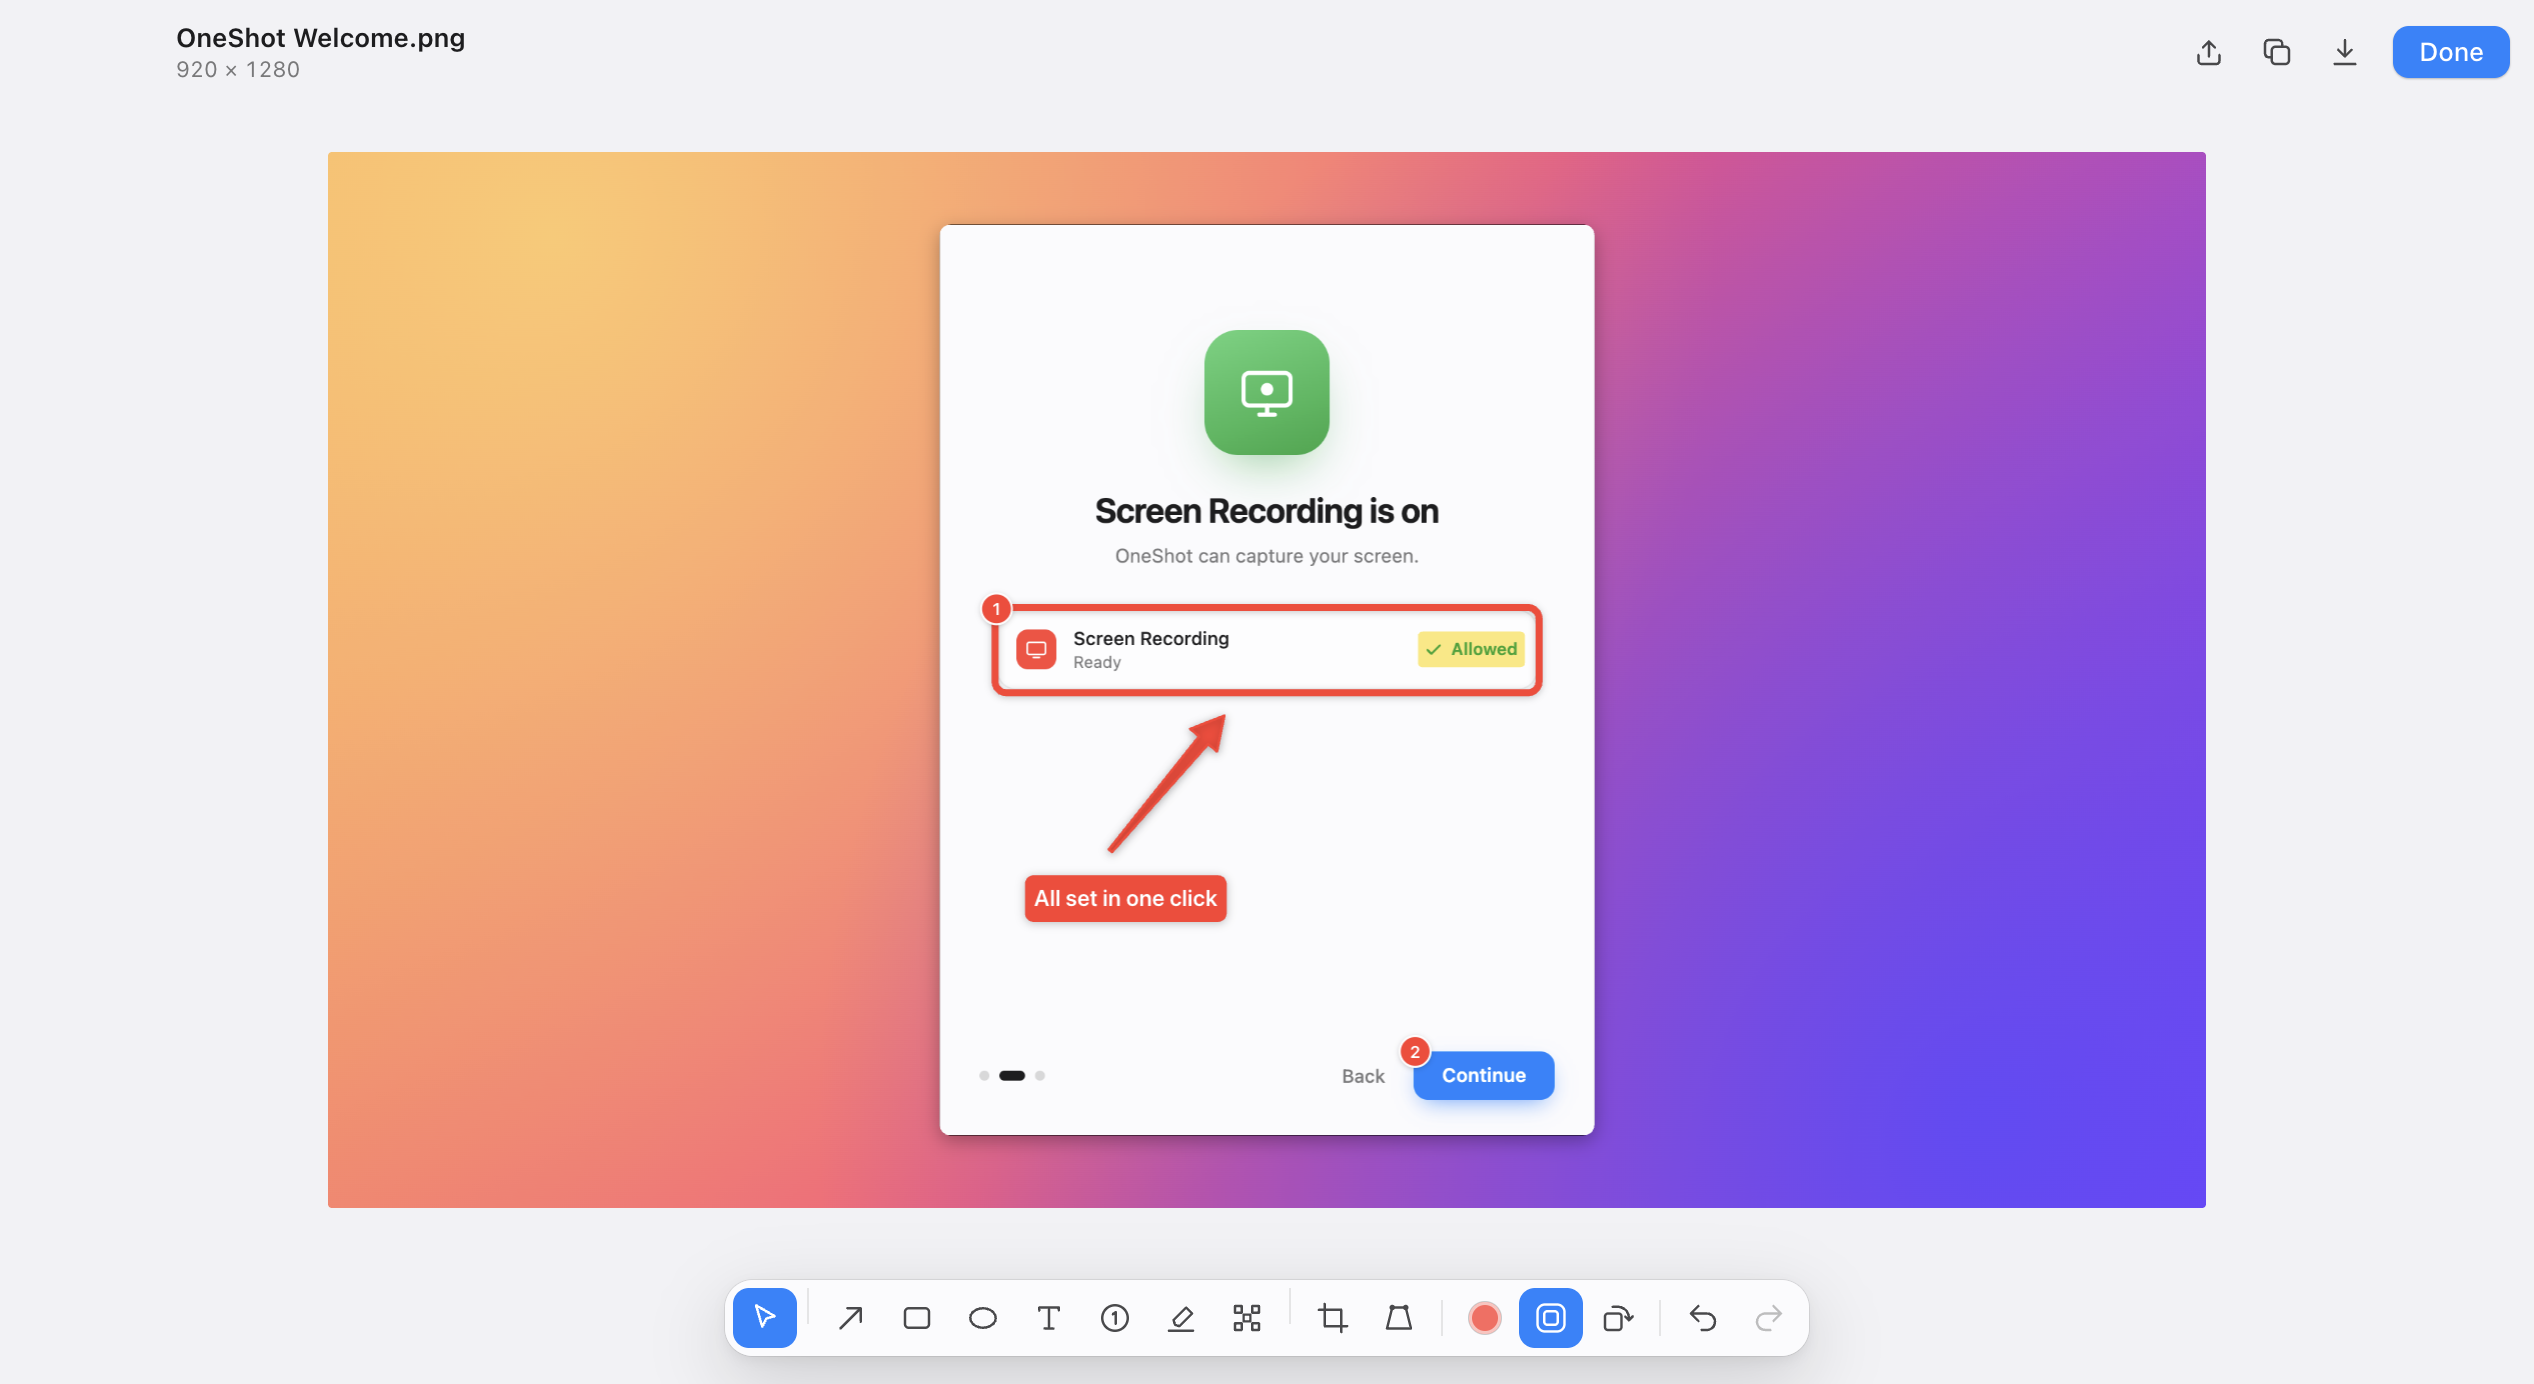 OneShot Welcome.png
920 × 1280
Done
Screen Recording is on
OneShot can capture your screen.
1
Screen Recording
Ready
Allowed
All set in one click
2
Back
Continue
T
1